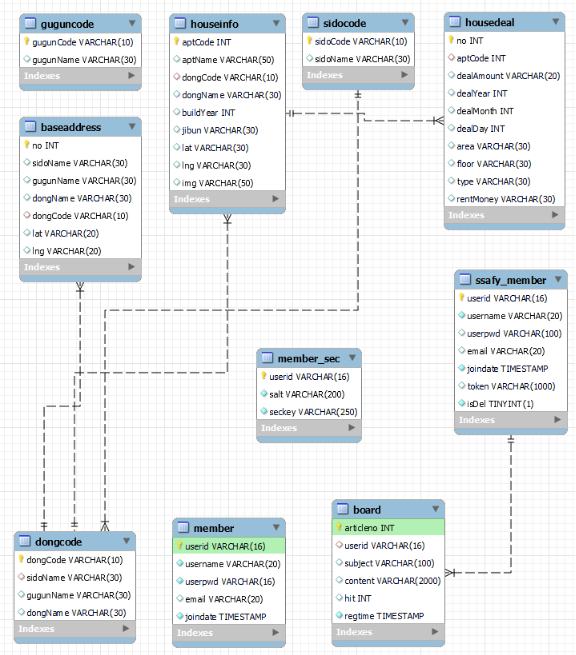 guguncode
gugunCode VARCHAR(10)
gugunName VARCHAR(30)
Indexes
houseinfo
aptCode INT
aptName VARCHAR(50)
dongCode VARCHAR(10)
dongName VARCHAR(30)
buildYear INT
jibun VARCHAR(30)
lat VARCHAR(30)
lng VARCHAR(30)
img VARCHAR(50)
Indexes
sidocode
sidoCode VARCHAR(10)
sidoName VARCHAR(30)
Indexes
housedeal
no INT
aptCode INT
dealAmount VARCHAR(20)
dealYear INT
dealMonth INT
dealDay INT
area VARCHAR(30)
floor VARCHAR(30)
type VARCHAR(30)
rentMoney VARCHAR(30)
Indexes
baseaddress
no INT
sidoName VARCHAR(30)
gugunName VARCHAR(30)
dongName VARCHAR(30)
dongCode VARCHAR(10)
lat VARCHAR(20)
lng VARCHAR(20)
Indexes
ssafy_member
userid VARCHAR(16)
username VARCHAR(20)
userpwd VARCHAR(100)
email VARCHAR(20)
joindate TIMESTAMP
token VARCHAR(1000)
isDel TINYINT(1)
Indexes
member_sec
userid VARCHAR(16)
salt VARCHAR(200)
seckey VARCHAR(250)
Indexes
dongcode
dongCode VARCHAR(10)
sidoName VARCHAR(30)
gugunName VARCHAR(30)
dongName VARCHAR(30)
Indexes
member
userid VARCHAR(16)
username VARCHAR(20)
userpwd VARCHAR(16)
email VARCHAR(20)
joindate TIMESTAMP
Indexes
board
articleno INT
userid VARCHAR(16)
subject VARCHAR(100)
content VARCHAR(2000)
hit INT
regtime TIMESTAMP
Indexes